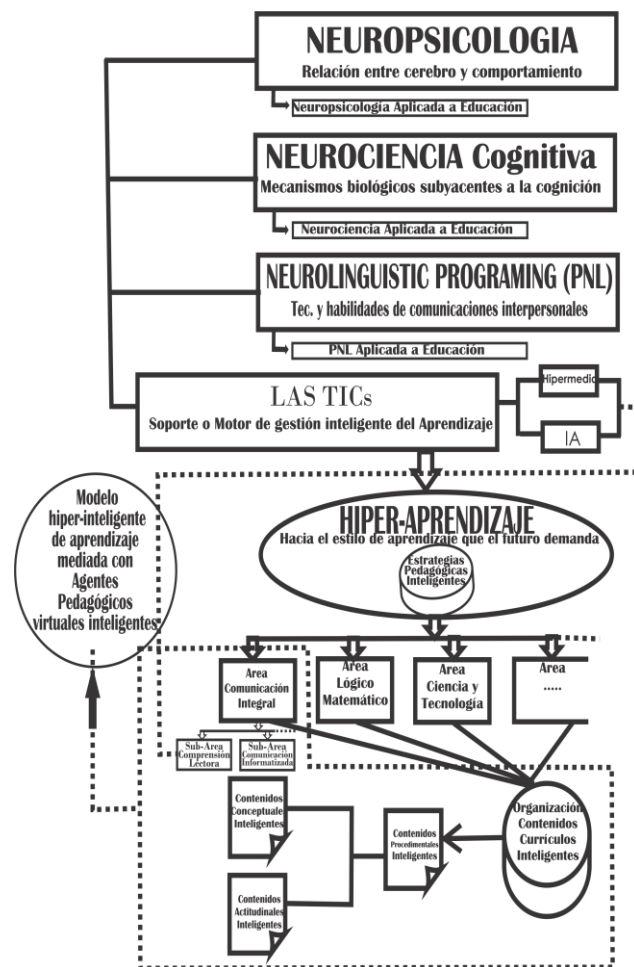 NEUROPSICOLOGIA
Relación entre cerebro y comportamiento
Neuropsicología Aplicada a Educación
NEUROCIENCIA Cognitiva
Mecanismos biológicos subyacentes a la cognición
Neurociencia Aplicada a Educación
NEUROLINGUISTIC PROGRAMING (PNL)
Tec. y habilidades de comunicaciones interpersonales
PNL Aplicada a Educación
LAS TICs
Soporte o Motor de gestión inteligente del Aprendizaje
Hipermedia
IA
Modelo
hiper-inteligente
de aprendizaje
mediada con
Agentes
Pedagógicos
virtuales inteligentes
HIPER-APRENDIZAJE
Hacia el estilo de aprendizaje que el futuro demanda
Estrategias
Pedagógicas
Inteligentes
Area
Comunicación
Integral
Area
Lógico
Matemático
Area
Ciencia y
Tecnología
Area
.....
Sub-Area
Comprensión
Lectora
Sub-Area
Comunicación
Informatizada
Contenidos
Conceptuales
Inteligentes
Contenidos
Procedimentales
Inteligentes
Organización
Contenidos
Currículos
Inteligentes
Contenidos
Actitudinales
Inteligentes